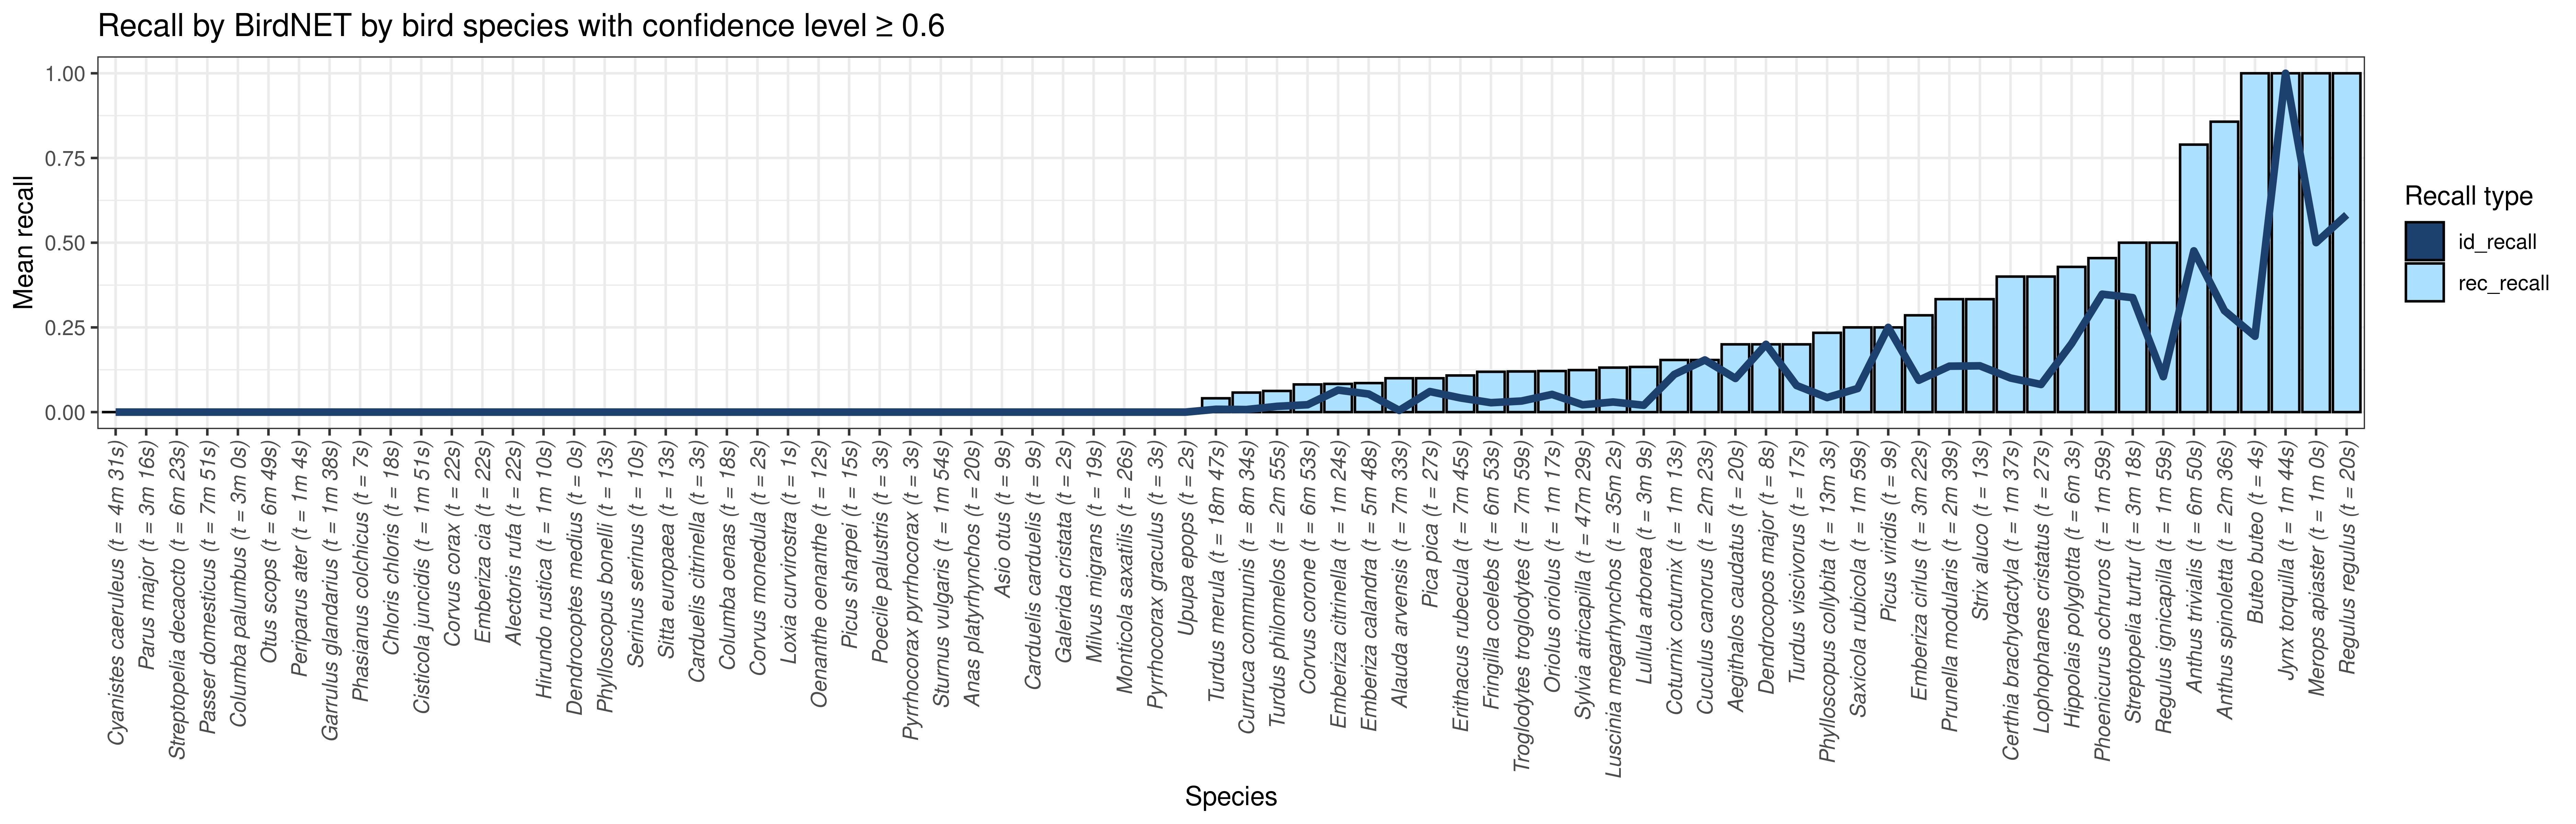 Recall by BirdNET by bird species with confidence level ≥ 0.6
1.00
0.75
0.50
0.25
0.00
Mean recall
Cyanistes caeruleus (t = 4m 31s)
Parus major (t = 3m 16s)
Streptopelia decaocto (t = 6m 23s)
Passer domesticus (t = 7m 51s)
Columba palumbus (t = 3m 0s)
Otus scops (t = 6m 49s)
Periparus ater (t = 1m 4s)
Garrulus glandarius (t = 1m 38s)
Phasianus colchicus (t = 7s)
Chloris chloris (t = 18s)
Cisticola juncidis (t = 1m 51s)
Corvus corax (t = 22s)
Emberiza cia (t = 22s)
Alectoris rufa (t = 22s)
Hirundo rustica (t = 1m 10s)
Dendrocoptes medius (t = 0s)
Phylloscopus bonelli (t = 13s)
Serinus serinus (t = 10s)
Sitta europaea (t = 13s)
Carduelis citrinella (t = 3s)
Columba oenas (t = 18s)
Corvus monedula (t = 2s)
Loxia curvirostra (t = 1s)
Oenanthe oenanthe (t = 12s)
Picus sharpei (t = 15s)
Poecile palustris (t = 3s)
Pyrrhocorax pyrrhocorax (t = 3s)
Sturnus vulgaris (t = 1m 54s)
Anas platyrhynchos (t = 20s)
Asio otus (t = 9s)
Carduelis carduelis (t = 9s)
Galerida cristata (t = 2s)
Milvus migrans (t = 19s)
Monticola saxatilis (t = 26s)
Pyrrhocorax graculus (t = 3s)
Upupa epops (t = 2s)
Turdus merula (t = 18m 47s)
Curruca communis (t = 8m 34s)
Turdus philomelos (t = 2m 55s)
Corvus corone (t = 6m 53s)
Emberiza citrinella (t = 1m 24s)
Emberiza calandra (t = 5m 48s)
Alauda arvensis (t = 7m 33s)
Pica pica (t = 27s)
Erithacus rubecula (t = 7m 45s)
Fringilla coelebs (t = 6m 53s)
Troglodytes troglodytes (t = 7m 59s)
Oriolus oriolus (t = 1m 17s)
Sylvia atricapilla (t = 47m 29s)
Luscinia megarhynchos (t = 35m 2s)
Lullula arborea (t = 3m 9s)
Coturnix coturnix (t = 1m 13s)
Cuculus canorus (t = 2m 23s)
Aegithalos caudatus (t = 20s)
Dendrocopos major (t = 8s)
Turdus viscivorus (t = 17s)
Phylloscopus collybita (t = 13m 3s)
Saxicola rubicola (t = 1m 59s)
Picus viridis (t = 9s)
Emberiza cirlus (t = 3m 22s)
Prunella modularis (t = 2m 39s)
Strix aluco (t = 13s)
Certhia brachydactyla (t = 1m 37s)
Lophophanes cristatus (t = 27s)
Hippolais polyglotta (t = 6m 3s)
Phoenicurus ochruros (t = 1m 59s)
Streptopelia turtur (t = 3m 18s)
Regulus ignicapilla (t = 1m 59s)
Anthus trivialis (t = 6m 50s)
Anthus spinoletta (t = 2m 36s)
Buteo buteo (t = 4s)
Jynx torquilla (t = 1m 44s)
Merops apiaster (t = 1m 0s)
Regulus regulus (t = 20s)
Species
Recall type
id_recall
rec_recall